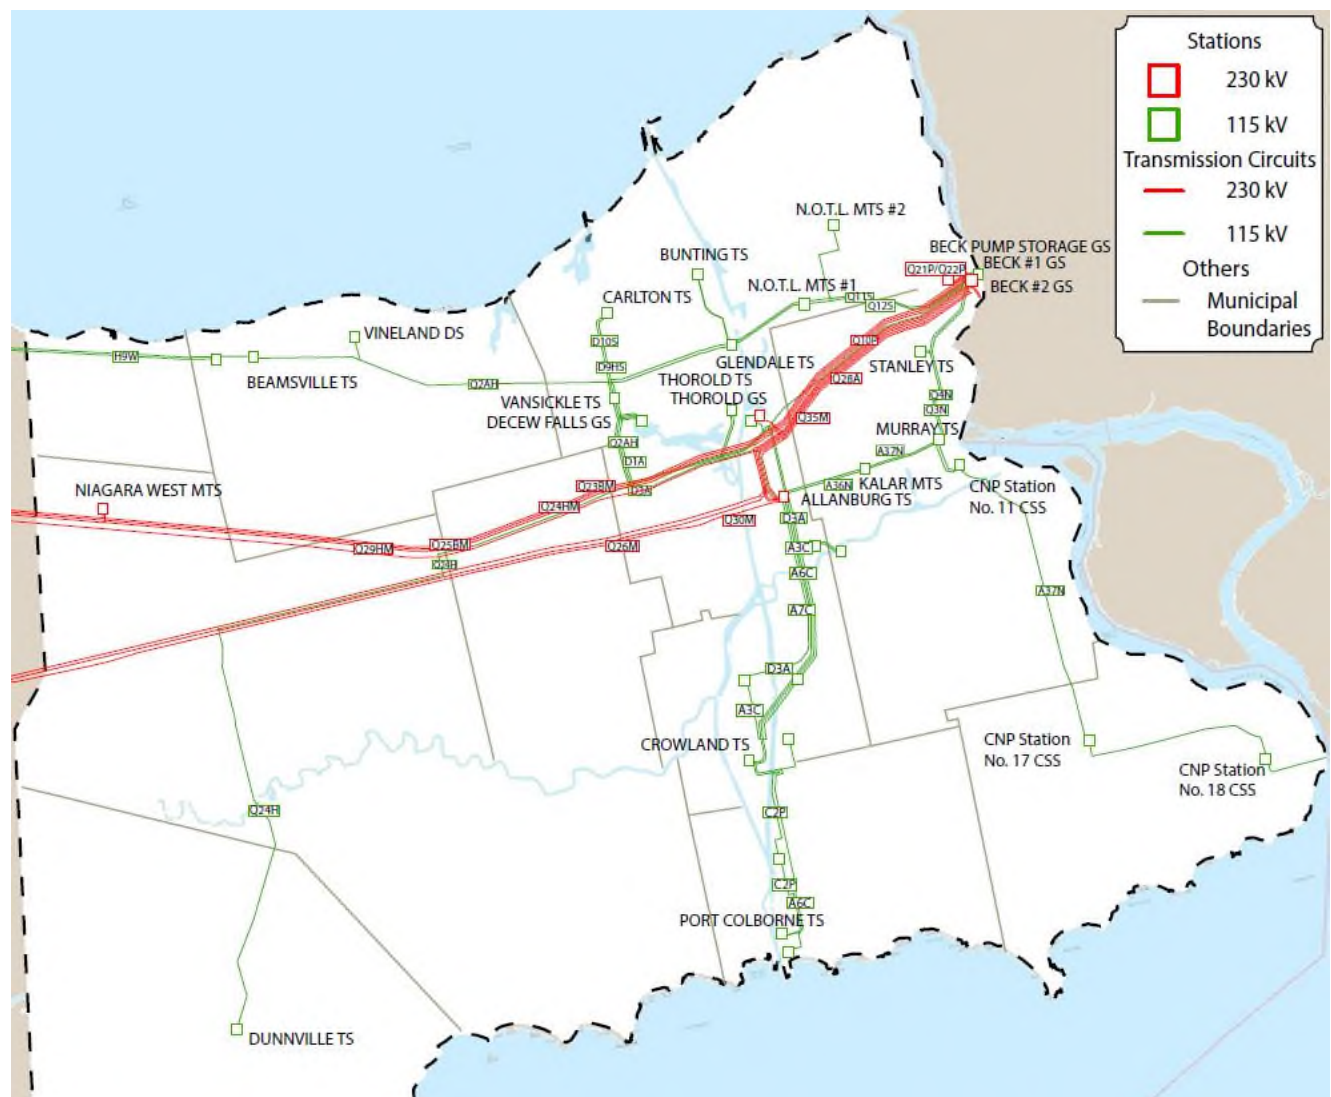 Stations
230 kV
115 kV
Transmission Circuits
230 kV
115 kV
Others
Municipal
Boundaries
N.O.T.L. MTS #2
BECK PUMP STORAGE GS
BECK #1 GS
Q21P/Q22P
BECK #2 GS
BUNTING TS
N.O.T.L. MTS #1
Q11S
Q12S
CARLTON TS
VINELAND DS
D10S
H9W
GLENDALE TS
STANLEY TS
D9HS
BEAMSVILLE TS
Q2AH
THOROLD TS
Q28A
THOROLD GS
VANSICKLE TS
DECEW FALLS GS
Q35M
Q4N
Q3N
MURRAY TS
Q2AH
D1A
A37N
D3A
Q23BM
A36N
KALAR MTS
NIAGARA WEST MTS
CNP Station
No. 11 CSS
ALLANBURG TS
Q24HM
Q30M
D3A
Q29HM
Q25BM
Q26M
A3C
Q24H
A6C
A37N
A7C
D3A
A3C
CROWLAND TS
CNP Station
No. 17 CSS
CNP Station
No. 18 CSS
Q24H
C2P
C2P
A6C
PORT COLBORNE TS
DUNNVILLE TS